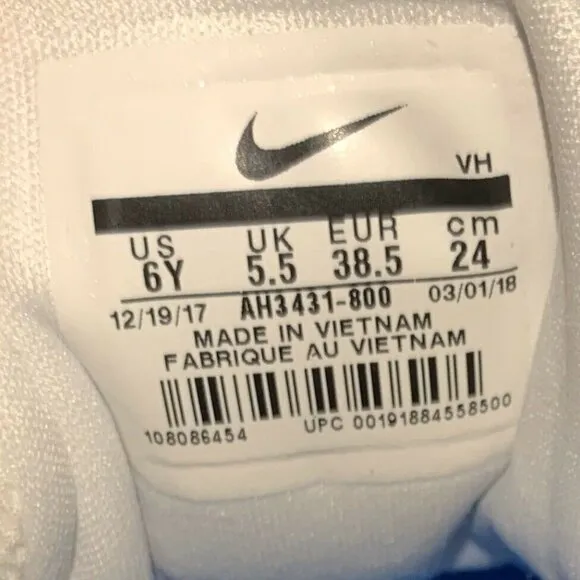 VH
US UK EUR cm
6Y 5.5 38.5 24
12/19/17 AH3431-800 03/01/18
MADE IN VIETNAM
FABRIQUE AU VIETNAM
108086454 UPC 00191884558500